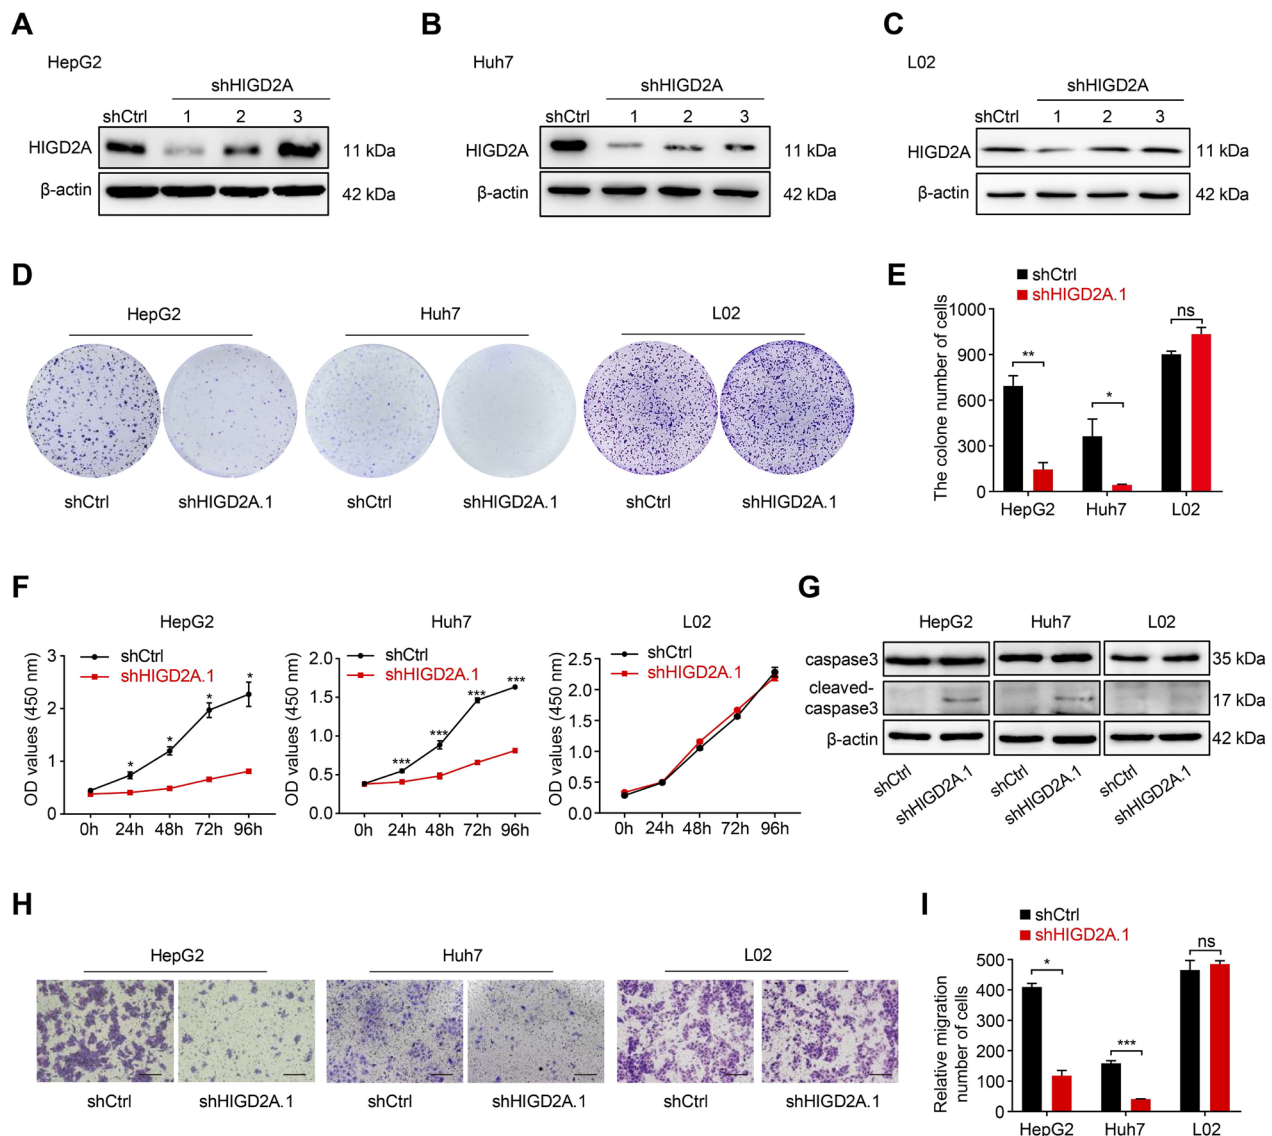 A
HepG2
shHIGD2A
shCtrl 1 2 3
HIGD2A 11 kDa
β-actin 42 kDa
B
Huh7
shHIGD2A
shCtrl 1 2 3
HIGD2A 11 kDa
β-actin 42 kDa
C
L02
shHIGD2A
shCtrl 1 2 3
HIGD2A 11 kDa
β-actin 42 kDa
D
HepG2 Huh7 L02
shCtrl shHIGD2A.1 shCtrl shHIGD2A.1 shCtrl shHIGD2A.1
E
shCtrl
shHIGD2A.1
The colone number of cells
1000
900
600
300
0
** * ns
HepG2 Huh7 L02
F
HepG2
shCtrl
shHIGD2A.1
OD values (450 nm)
3
2
1
0
* * * *
0h 24h 48h 72h 96h
Huh7
shCtrl
shHIGD2A.1
OD values (450 nm)
2.0
1.5
1.0
0.5
0.0
*** *** *** ***
0h 24h 48h 72h 96h
L02
shCtrl
shHIGD2A.1
OD values (450 nm)
2.5
2.0
1.5
1.0
0.5
0.0
0h 24h 48h 72h 96h
G
HepG2 Huh7 L02
caspase3 35 kDa
cleaved-
caspase3 17 kDa
β-actin 42 kDa
shCtrl shHIGD2A.1 shCtrl shHIGD2A.1 shCtrl shHIGD2A.1
H
HepG2 Huh7 L02
shCtrl shHIGD2A.1 shCtrl shHIGD2A.1 shCtrl shHIGD2A.1
I
shCtrl
shHIGD2A.1
Relative migration
number of cells
500
400
300
200
100
0
* *** ns
HepG2 Huh7 L02